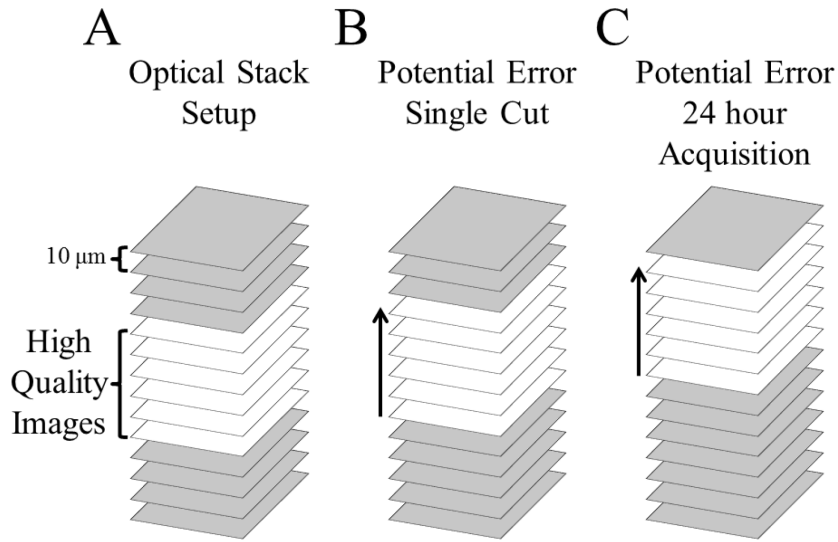 A
Optical Stack
Setup
B
Potential Error
Single Cut
C
Potential Error
24 hour
Acquisition
10 μm
High
Quality
Images